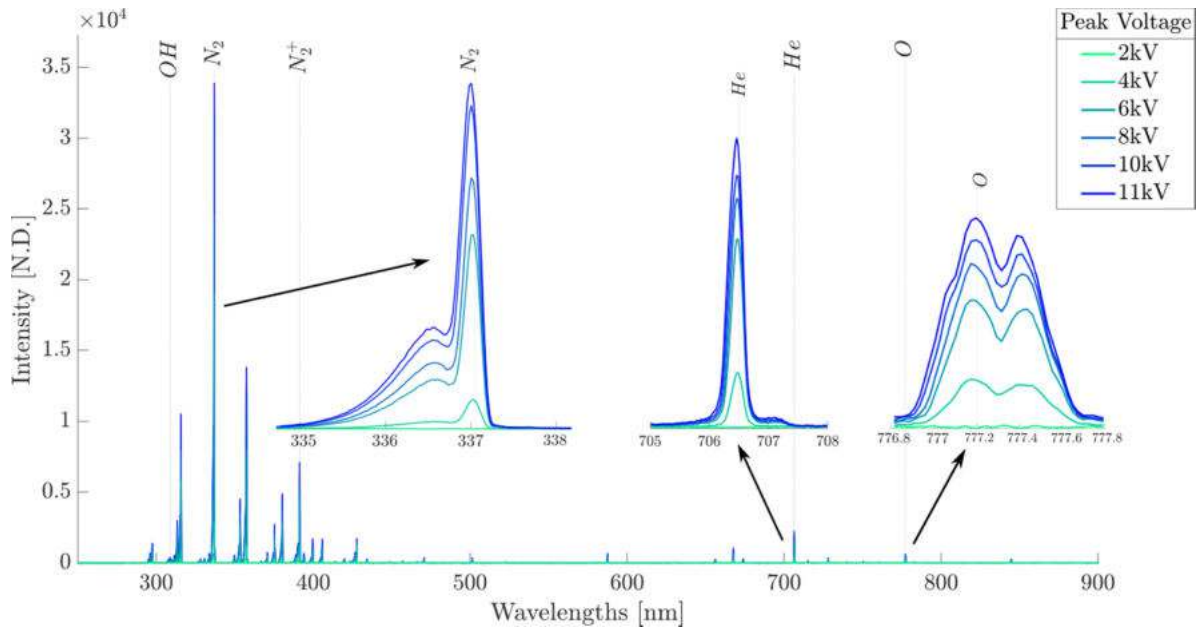 ×10⁴
3.5
3
2.5
2
1.5
1
0.5
0
Intensity [N.D.]
OH
N₂
N₂⁺
N₂
He
He
O
O
Peak Voltage
2kV
4kV
6kV
8kV
10kV
11kV
335 336 337 338
705 706 707 708
776.8 777 777.2 777.4 777.6 777.8
300 400 500 600 700 800 900
Wavelengths [nm]